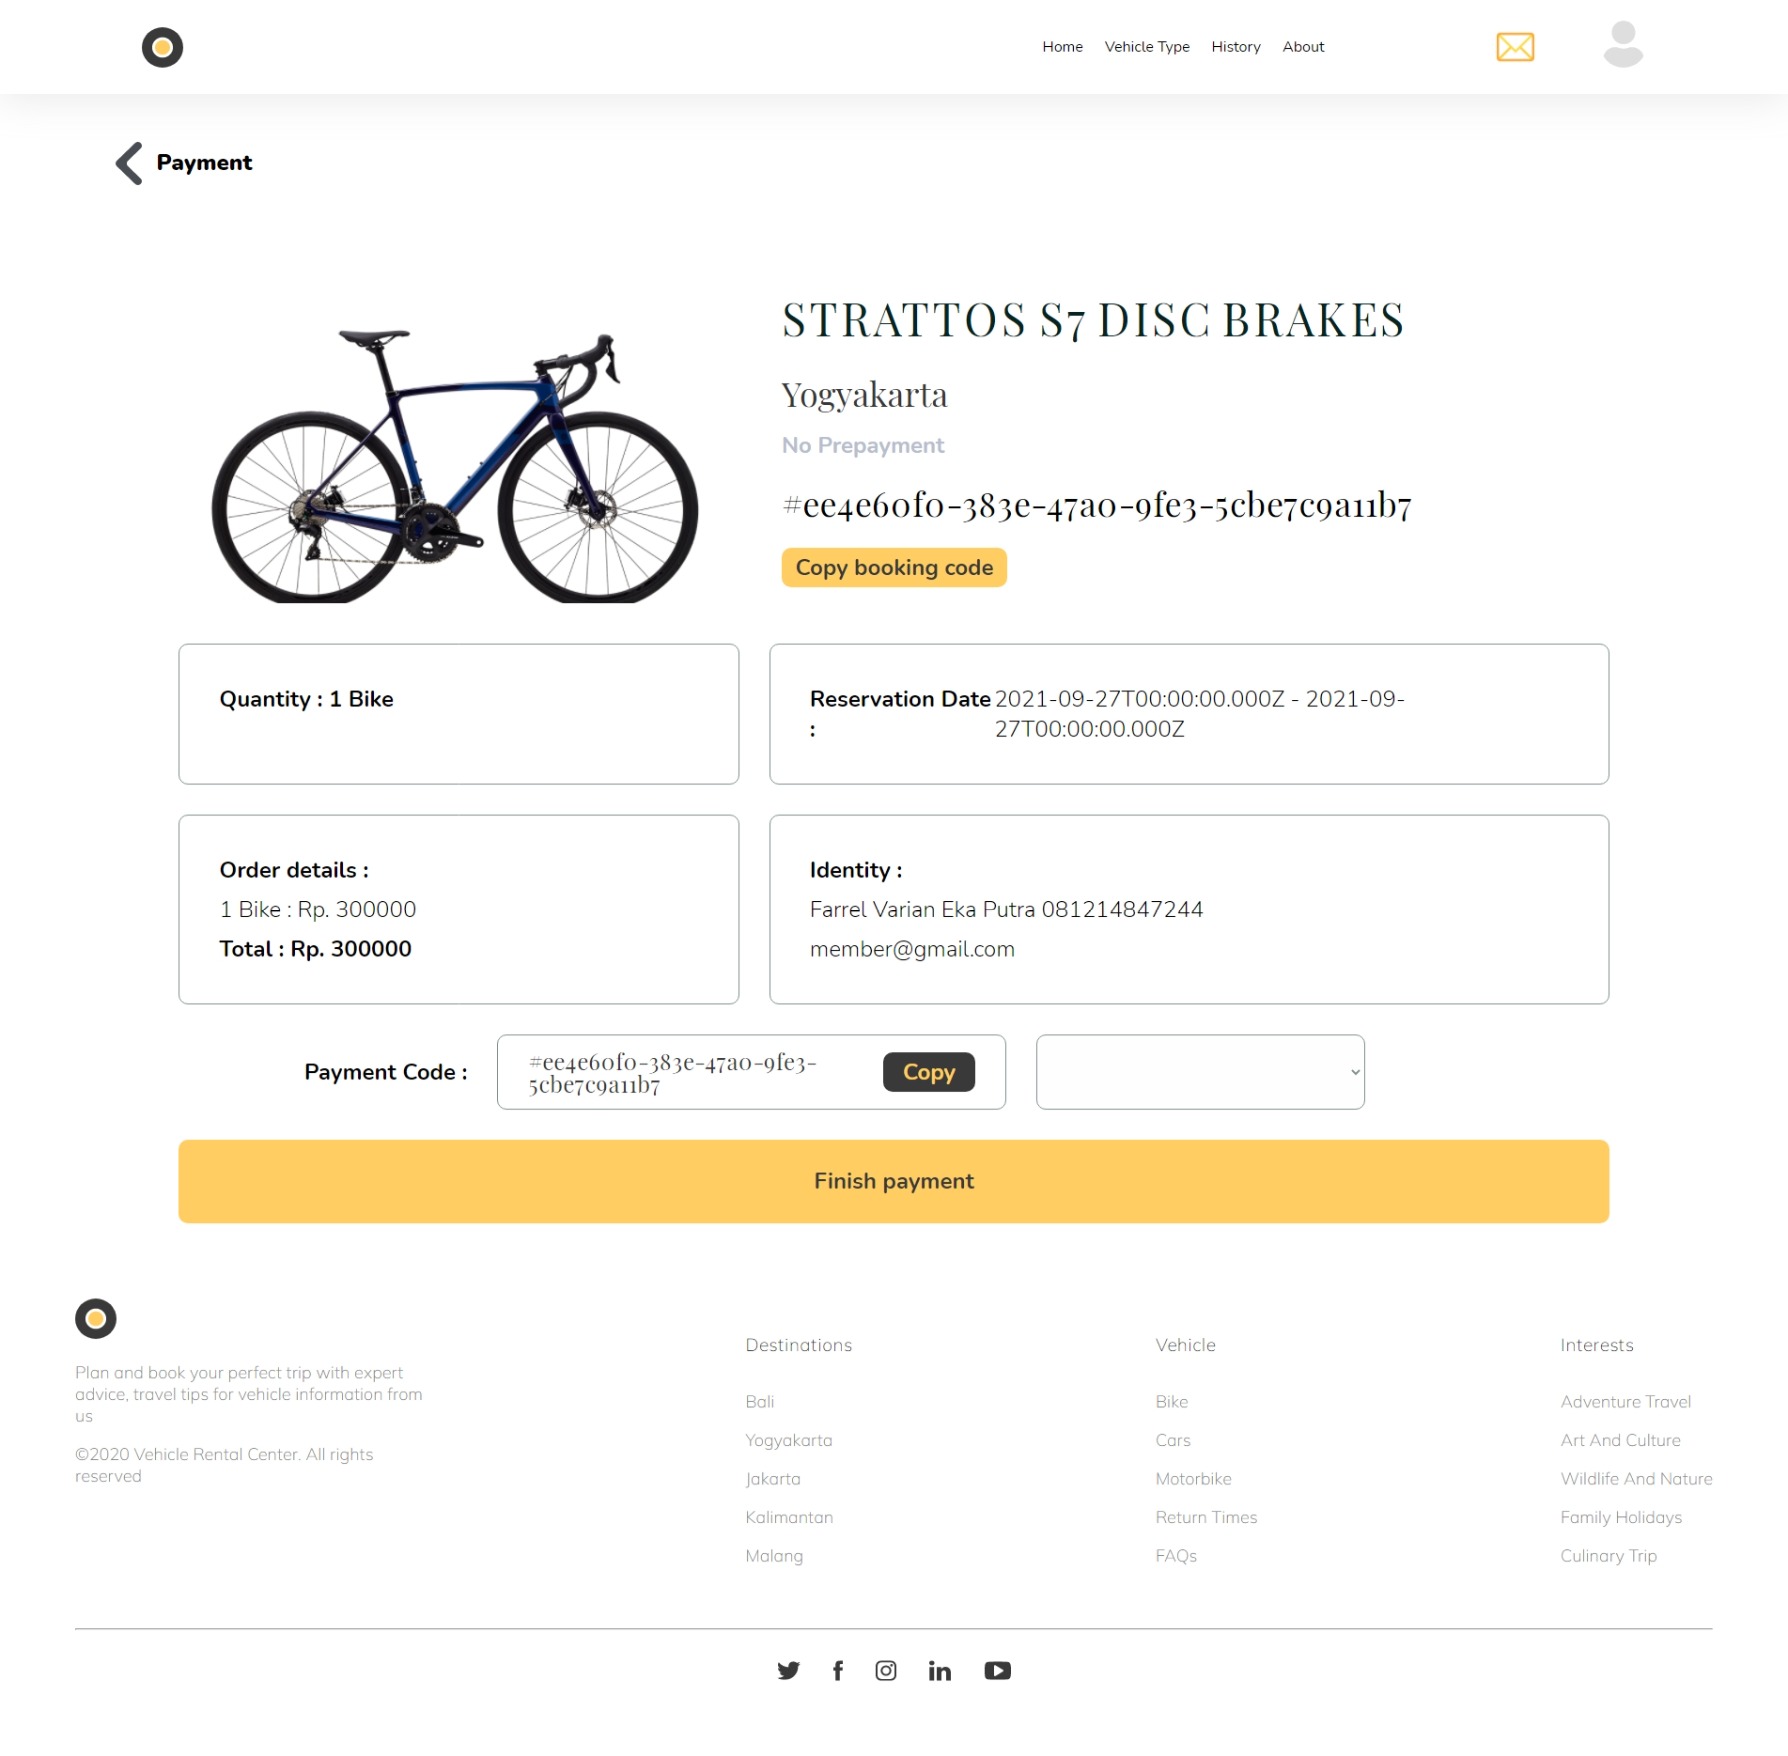 Home Vehicle Type History About
Payment
STRATTOS S7 DISC BRAKES
Yogyakarta
No Prepayment
#ee4e60f0-383e-47a0-9fe3-5cbe7c9a11b7
Copy booking code
Quantity : 1 Bike
Reservation Date 2021-09-27T00:00:00.000Z - 2021-09-
: 27T00:00:00.000Z
Order details :
1 Bike : Rp. 300000
Total : Rp. 300000
Identity :
Farrel Varian Eka Putra 081214847244
member@gmail.com
Payment Code :
#ee4e60f0-383e-47a0-9fe3-
5cbe7c9a11b7
Copy
Finish payment
Plan and book your perfect trip with expert
advice, travel tips for vehicle information from
us
©2020 Vehicle Rental Center. All rights
reserved
Destinations
Bali
Yogyakarta
Jakarta
Kalimantan
Malang
Vehicle
Bike
Cars
Motorbike
Return Times
FAQs
Interests
Adventure Travel
Art And Culture
Wildlife And Nature
Family Holidays
Culinary Trip